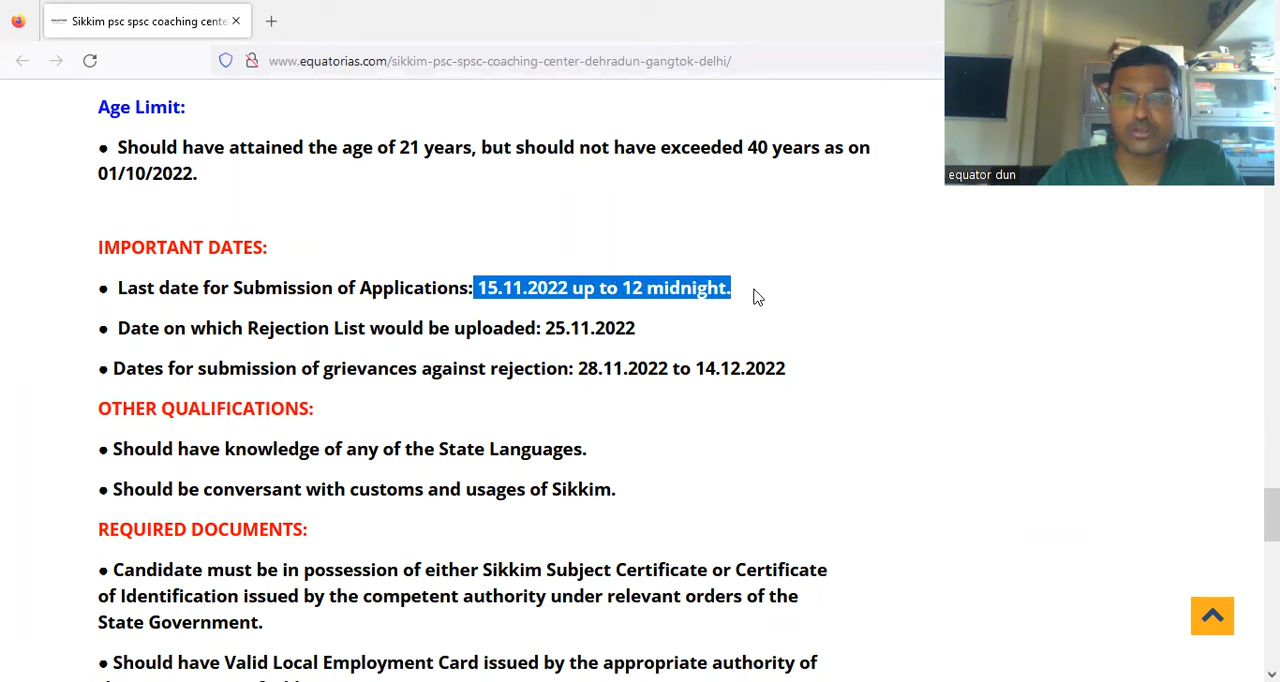 Sikkim psc spsc coaching cente
www.equatorias.com/sikkim-psc-spsc-coaching-center-dehradun-gangtok-delhi/
equator dun
Age Limit:
● Should have attained the age of 21 years, but should not have exceeded 40 years as on
01/10/2022.
IMPORTANT DATES:
● Last date for Submission of Applications: 15.11.2022 up to 12 midnight.
● Date on which Rejection List would be uploaded: 25.11.2022
● Dates for submission of grievances against rejection: 28.11.2022 to 14.12.2022
OTHER QUALIFICATIONS:
● Should have knowledge of any of the State Languages.
● Should be conversant with customs and usages of Sikkim.
REQUIRED DOCUMENTS:
● Candidate must be in possession of either Sikkim Subject Certificate or Certificate
of Identification issued by the competent authority under relevant orders of the
State Government.
● Should have Valid Local Employment Card issued by the appropriate authority of